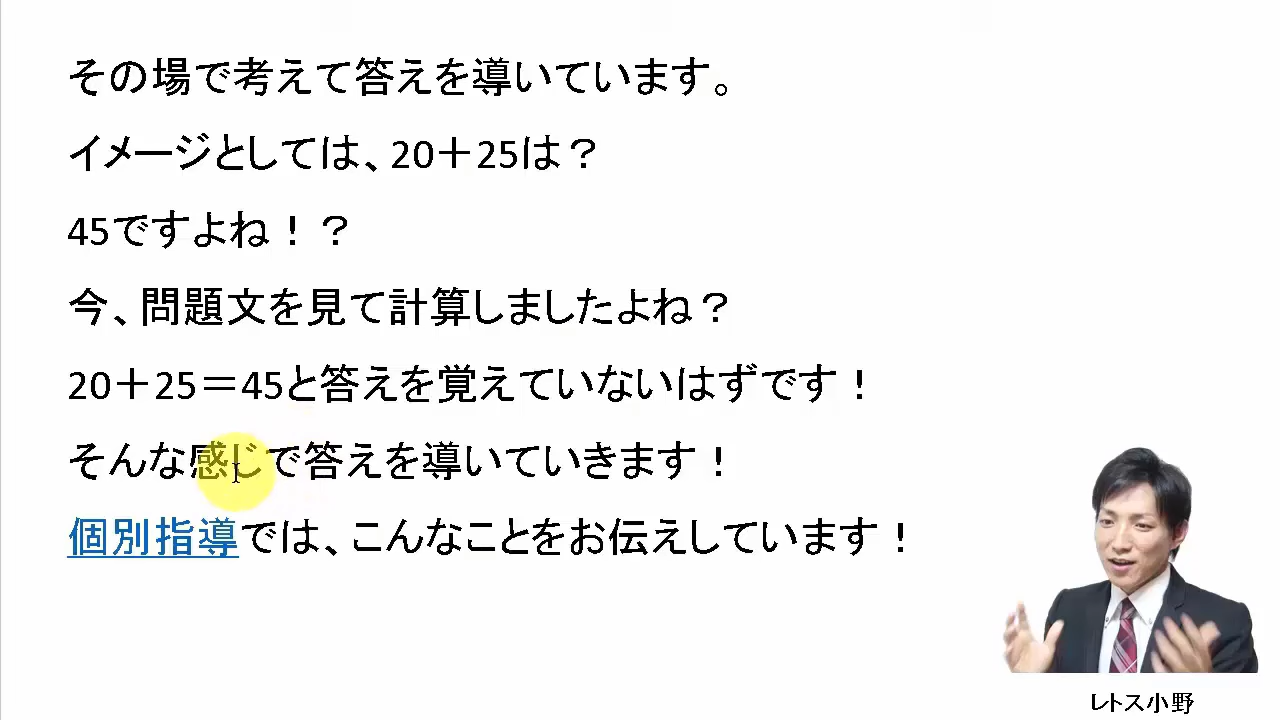 その場で考えて答えを導いています。
イメージとしては、20＋25は？
45ですよね！？
今、問題文を見て計算しましたよね？
20＋25＝45と答えを覚えていないはずです！
そんな感じで答えを導いていきます！
個別指導では、こんなことをお伝えしています！
レトス小野